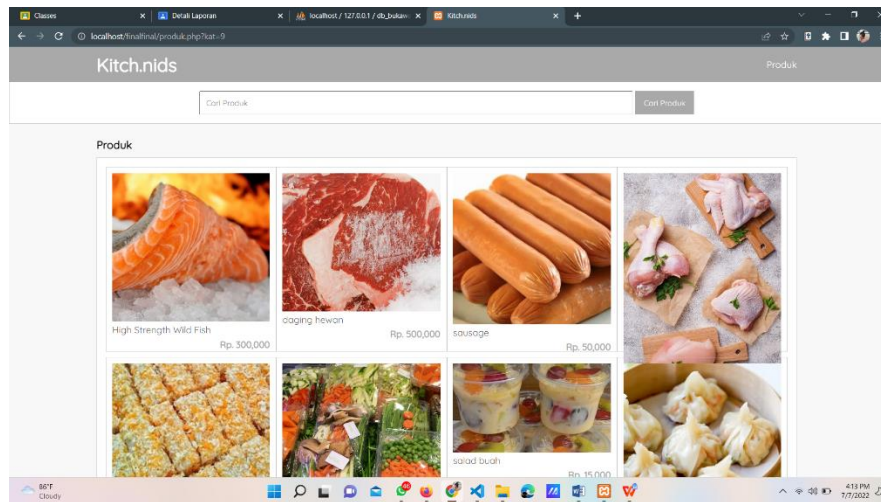 Classes
Detail Laporan
localhost / 127.0.0.1 / db_bukaw
Kitch.nids
localhost/finalfinal/produk.php?kat=9
Kitch.nids
Produk
Cari Produk
Cari Produk
Produk
High Strength Wild Fish
Rp. 300,000
daging hewan
Rp. 500,000
sausage
Rp. 50,000
salad buah
Rp. 15,000
86°F
Cloudy
4:13 PM
7/7/2022